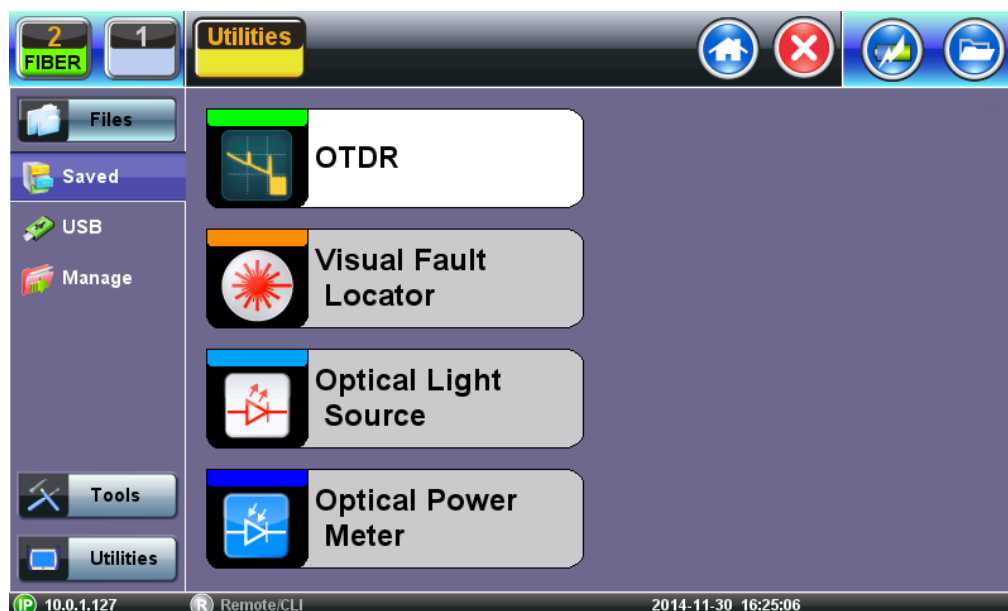 2
FIBER
1
Utilities
Files
Saved
USB
Manage
OTDR
Visual Fault
Locator
Optical Light
Source
Optical Power
Meter
Tools
Utilities
IP 10.0.1.127
R Remote/CLI
2014-11-30 16:25:06